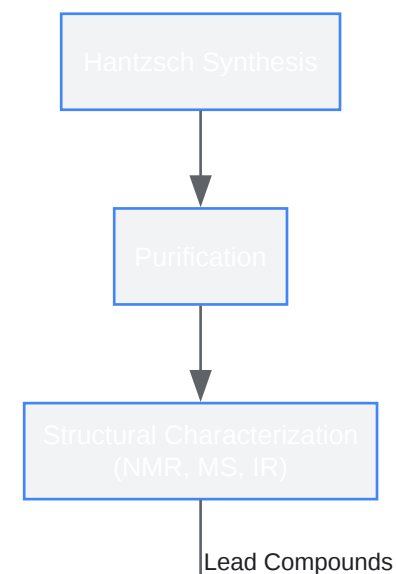 Hantzsch Synthesis
Purification
Structural Characterization
(NMR, MS, IR)
Lead Compounds